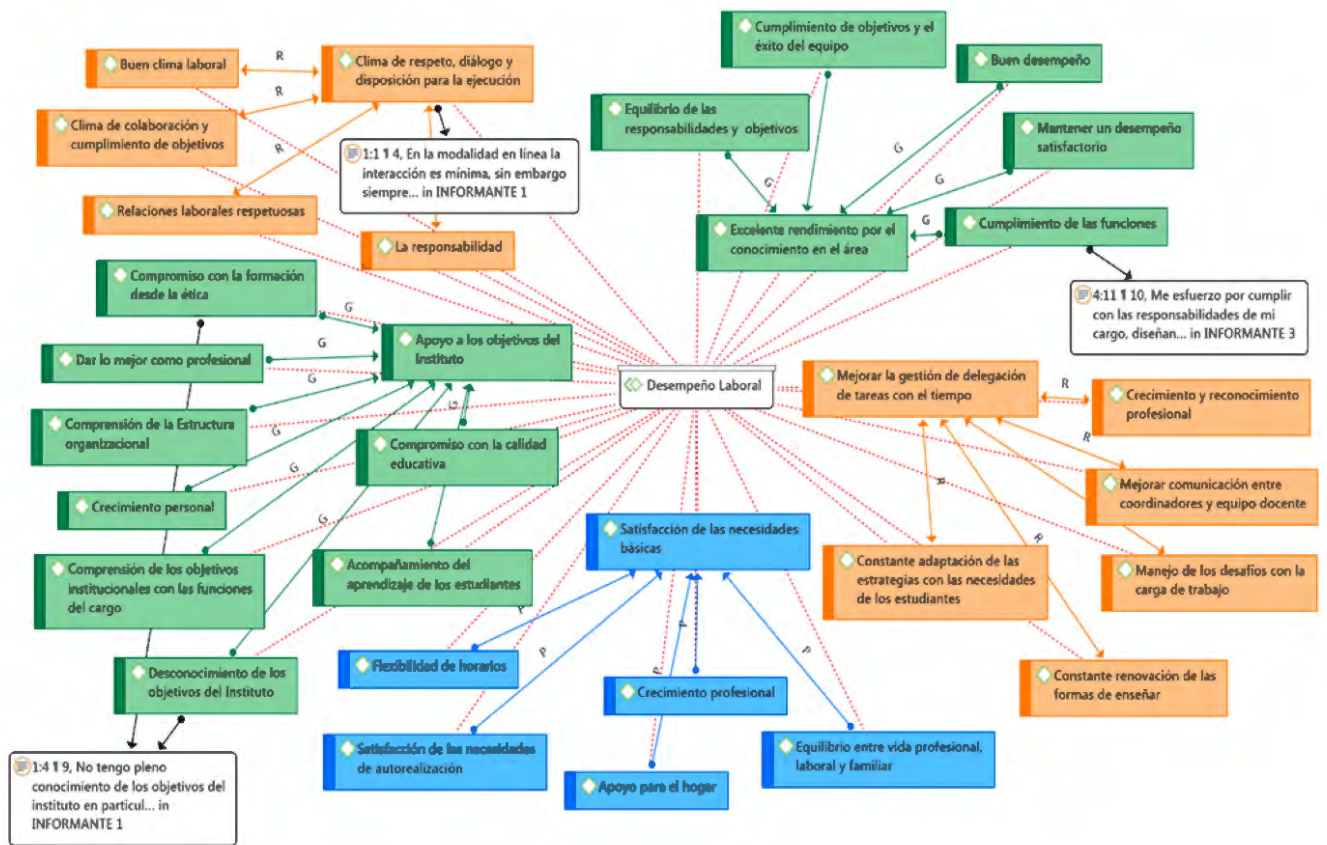 Buen clima laboral
R
Clima de respeto, diálogo y
disposición para la ejecución
R
Clima de colaboración y
cumplimiento de objetivos
R
1:1 ¶ 4, En la modalidad en línea la
interacción es mínima, sin embargo
siempre... in INFORMANTE 1
Relaciones laborales respetuosas
La responsabilidad
Cumplimiento de objetivos y el
éxito del equipo
Buen desempeño
Equilibrio de las
responsabilidades y objetivos
Mantener un desempeño
satisfactorio
G
G
G
G
Excelente rendimiento por el
conocimiento en el área
Cumplimiento de las funciones
4:11 ¶ 10, Me esfuerzo por cumplir
con las responsabilidades de mi
cargo, diseñan... in INFORMANTE 3
Compromiso con la formación
desde la ética
G
Apoyo a los objetivos del
Instituto
Dar lo mejor como profesional
G
G
Comprensión de la Estructura
organizacional
G
G
Compromiso con la calidad
educativa
G
Crecimiento personal
G
Comprensión de los objetivos
institucionales con las funciones
del cargo
Acompañamiento del
aprendizaje de los estudiantes
Desconocimiento de los
objetivos del Instituto
1:4 ¶ 9, No tengo pleno
conocimiento de los objetivos del
instituto en particul... in
INFORMANTE 1
Desempeño Laboral
Mejorar la gestión de delegación
de tareas con el tiempo
R
Crecimiento y reconocimiento
profesional
R
Mejorar comunicación entre
coordinadores y equipo docente
R
R
Constante adaptación de las
estrategias con las necesidades
de los estudiantes
Manejo de los desafíos con la
carga de trabajo
Constante renovación de las
formas de enseñar
Satisfacción de las necesidades
básicas
P
P
P
P
P
Flexibilidad de horarios
Crecimiento profesional
Satisfacción de las necesidades
de autorealización
Apoyo para el hogar
Equilibrio entre vida profesional,
laboral y familiar